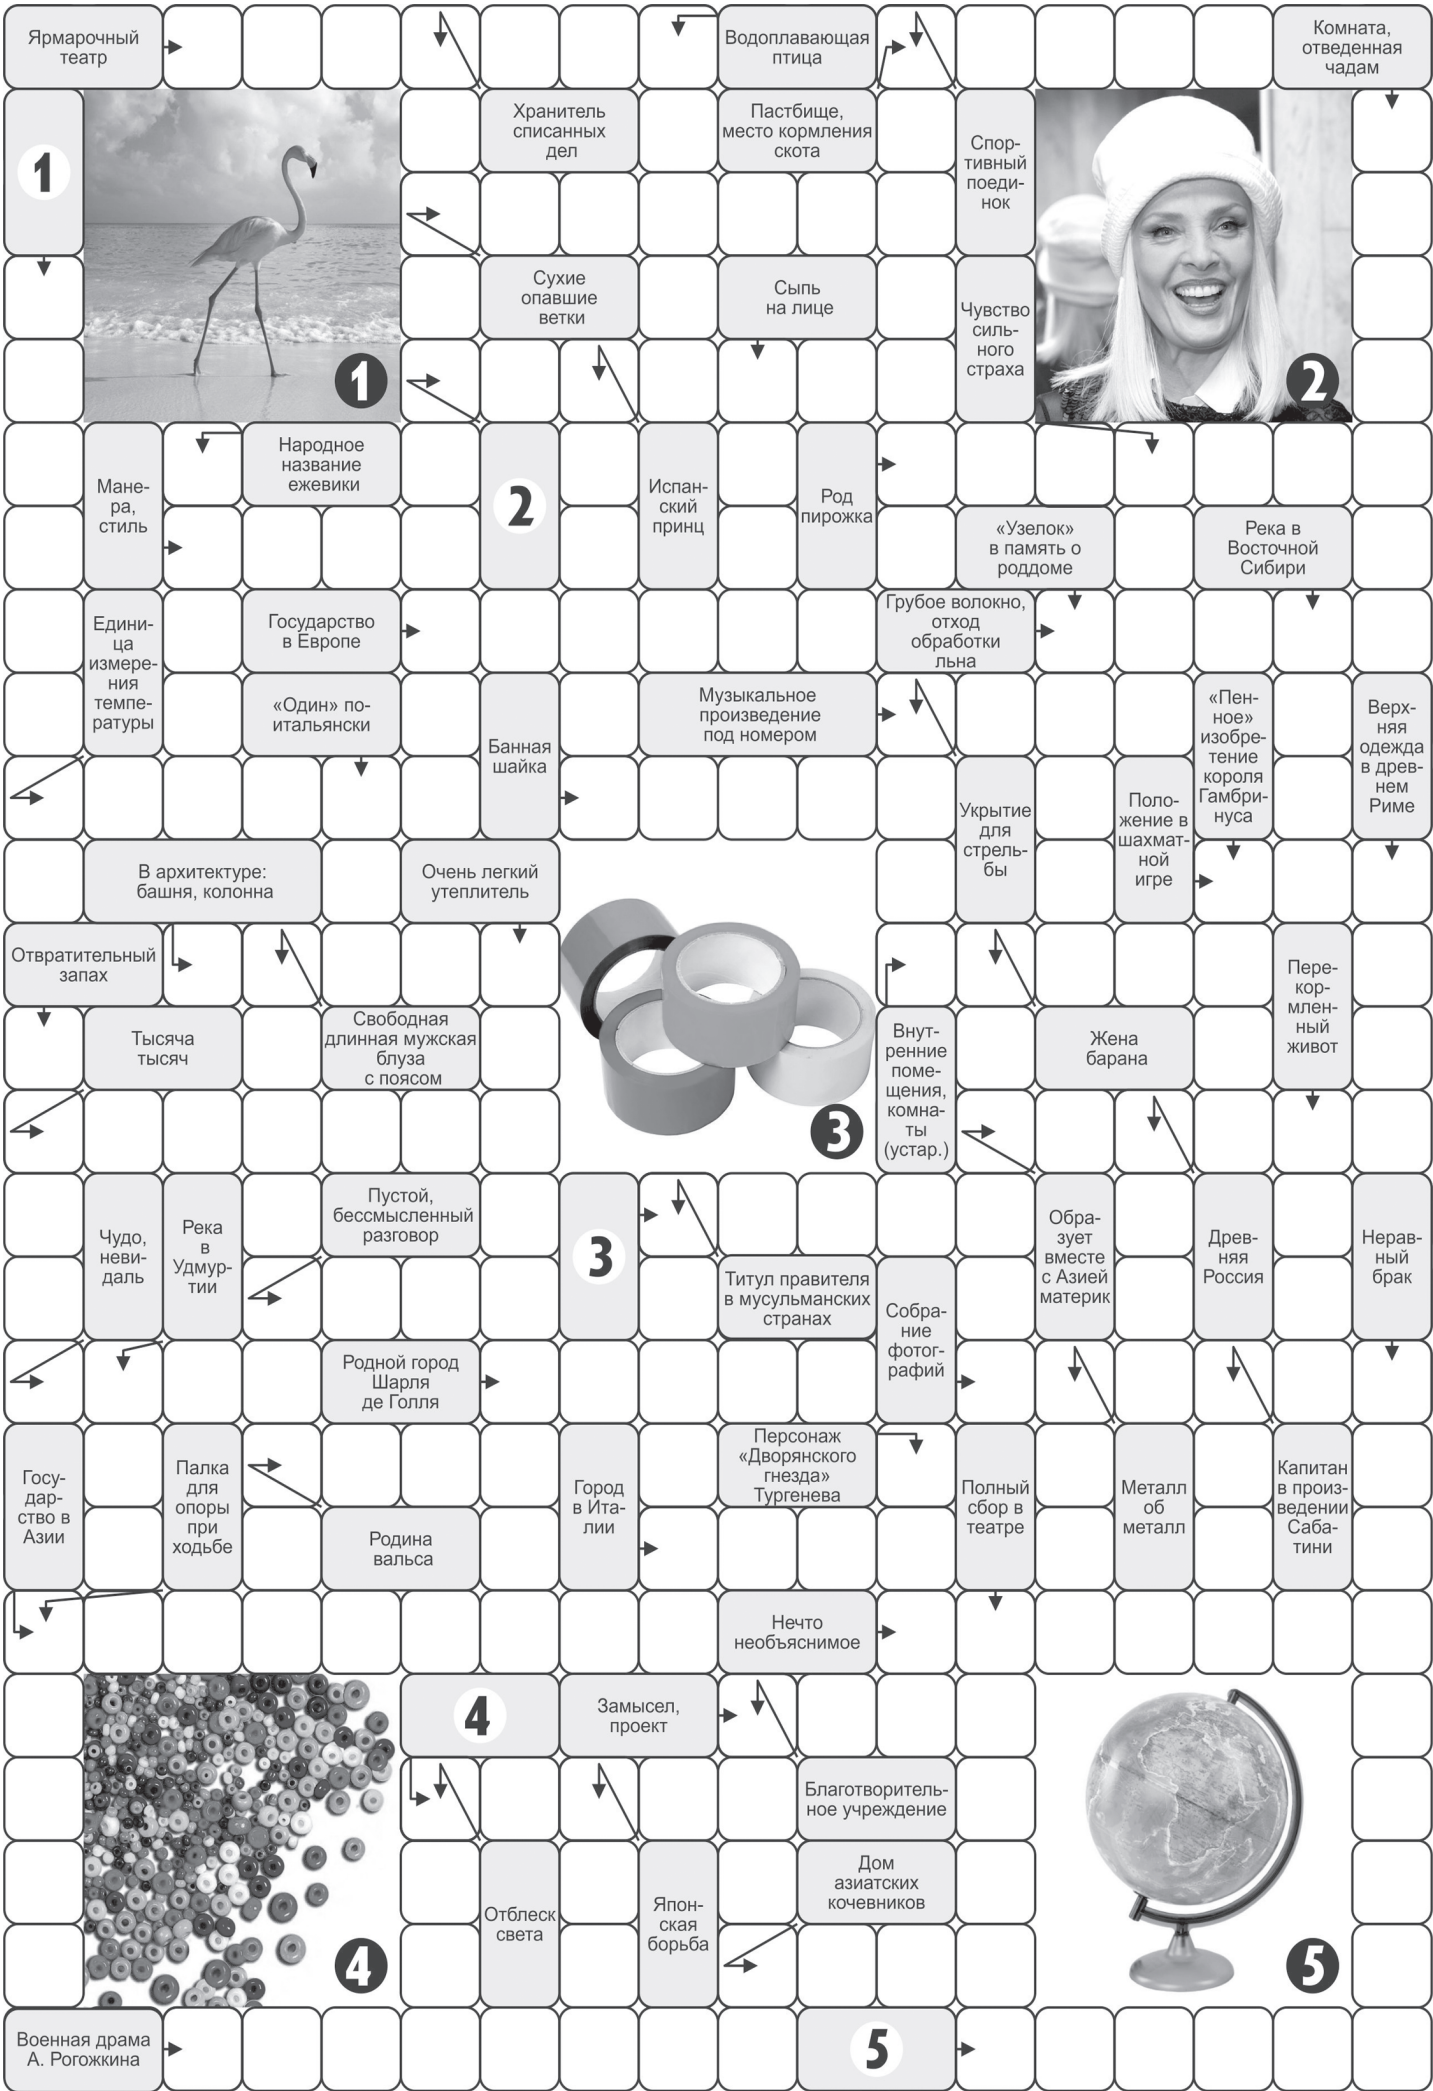 Ярмарочный
театр
Водоплавающая
птица
Комната,
отведенная
чадам
1
Хранитель
списанных
дел
Пастбище,
место кормления
скота
Спор-
тивный
поеди-
нок
Сухие
опавшие
ветки
Сыпь
на лице
Чувство
силь-
ного
страха
1
2
Мане-
ра,
стиль
Народное
название
ежевики
2
Испан-
ский
принц
Род
пирожка
«Узелок»
в память о
роддоме
Река в
Восточной
Сибири
Едини-
ца
измере-
ния
темпе-
ратуры
Государство
в Европе
Грубое волокно,
отход
обработки
льна
«Один» по-
итальянски
Банная
шайка
Музыкальное
произведение
под номером
«Пен-
ное»
изобре-
тение
короля
Гамбри-
нуса
Верх-
няя
одежда
в древ-
нем
Риме
Укрытие
для
стрель-
бы
Поло-
жение в
шахмат-
ной
игре
В архитектуре:
башня, колонна
Очень легкий
утеплитель
Отвратительный
запах
Пере-
кор-
млен-
ный
живот
Тысяча
тысяч
Свободная
длинная мужская
блуза
с поясом
Внут-
ренние
поме-
щения,
комна-
ты
(устар.)
Жена
барана
3
Чудо,
неви-
даль
Река
в
Удмур-
тии
Пустой,
бессмысленный
разговор
3
Обра-
зует
вместе
с Азией
материк
Древ-
няя
Россия
Нерав-
ный
брак
Титул правителя
в мусульманских
странах
Собра-
ние
фотог-
рафий
Родной город
Шарля
де Голля
Госу-
дар-
ство в
Азии
Палка
для
опоры
при
ходьбе
Город
в Ита-
лии
Персонаж
«Дворянского
гнезда»
Тургенева
Полный
сбор в
театре
Металл
об
металл
Капитан
в произ-
ведении
Саба-
тини
Родина
вальса
Нечто
необъяснимое
4
Замысел,
проект
Благотворитель-
ное учреждение
Отблеск
света
Япон-
ская
борьба
Дом
азиатских
кочевников
4
5
Военная драма
А. Рогожкина
5